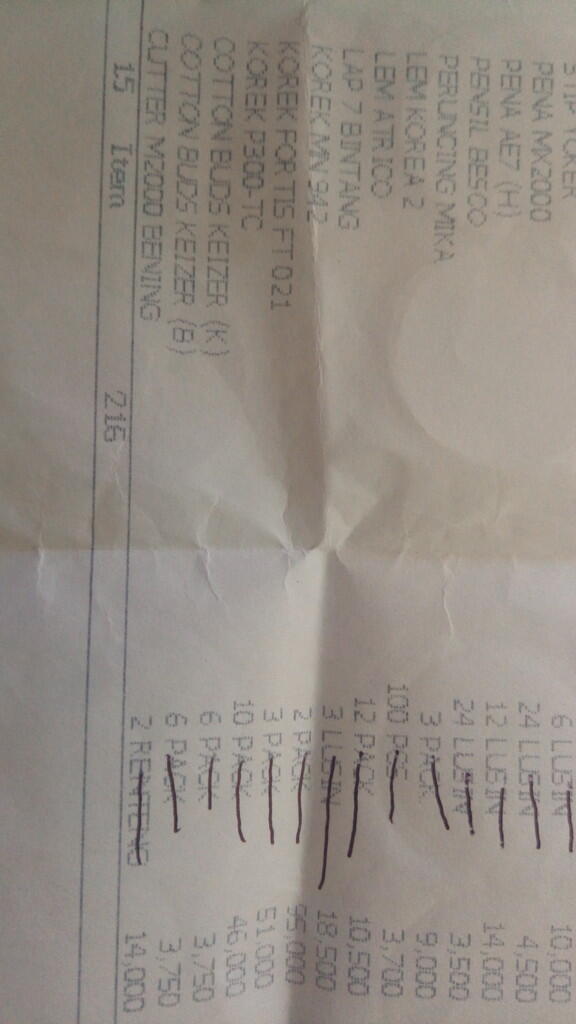 STIP YOKER 6 LUSIN 10,000
PENA MX2000 24 LUSIN 4,500
PENA AE7 (H) 12 LUSIN 14,000
PENSIL BESOO 24 LUSIN 3,500
PERUNCING MIKA 3 PACK 9,000
LEM KOREA 2 100 PCS 3,700
LEM ATRICO 12 PACK 10,500
LAP 7 BINTANG 3 LUSIN 18,500
KOREK MN 942 2 PACK 95,000
KOREK FORTIS FT 021 3 PACK 51,000
KOREK P300-TC 10 PACK 46,000
COTTON BUDS KEIZER (K) 6 PACK 3,750
COTTON BUDS KEIZER (B) 6 PACK 3,750
CUTTER M2000 BENING 2 RENTENG 14,000
15 Item 216